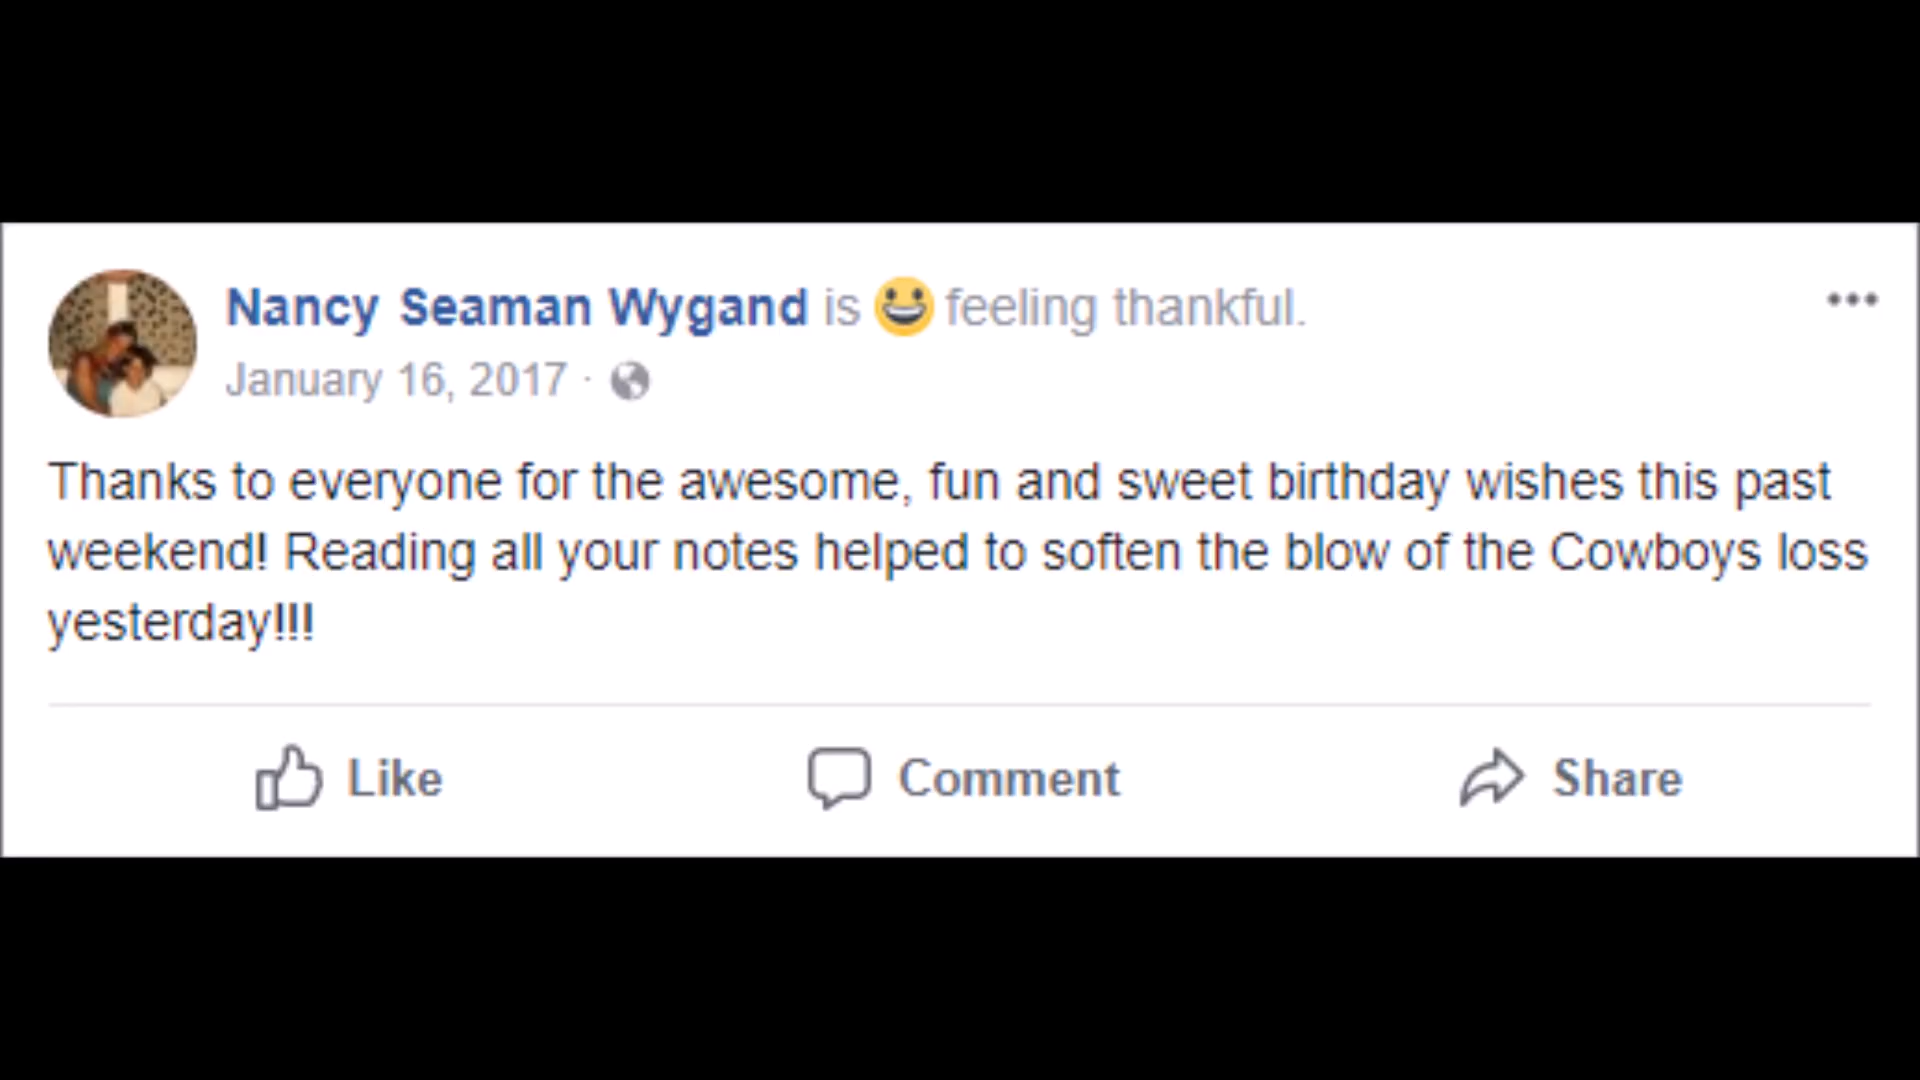 Nancy Seaman Wygand is 😀 feeling thankful.
January 16, 2017 ·
Thanks to everyone for the awesome, fun and sweet birthday wishes this past
weekend! Reading all your notes helped to soften the blow of the Cowboys loss
yesterday!!!
Like Comment Share